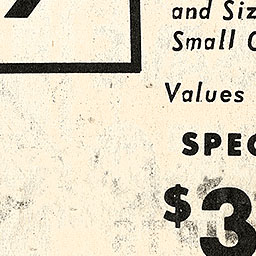 and Siz
Small
Values
SPEC
$3